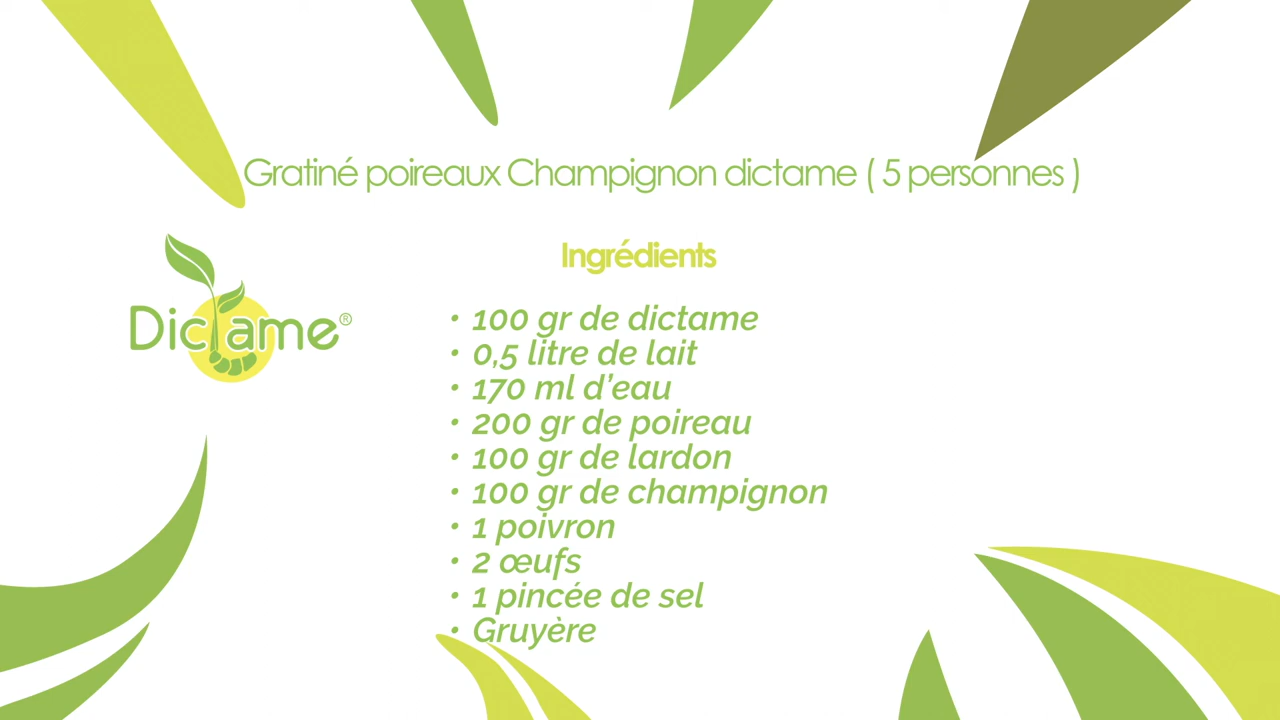 Gratiné poireaux Champignon dictame ( 5 personnes )
Dictame®
Ingrédients
• 100 gr de dictame
• 0,5 litre de lait
• 170 ml d’eau
• 200 gr de poireau
• 100 gr de lardon
• 100 gr de champignon
• 1 poivron
• 2 œufs
• 1 pincée de sel
• Gruyère